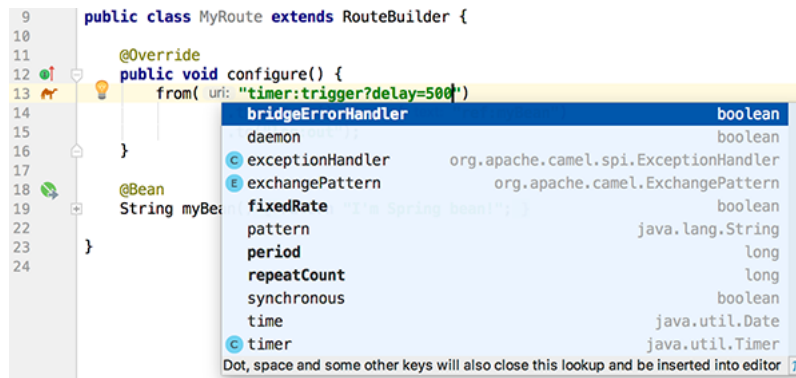 9 public class MyRoute extends RouteBuilder {
10
11 @Override
12 public void configure() {
13 from( uri: "timer:trigger?delay=500")
14
15 out");
16 }
17
18 @Bean
19 String myBean "I'm Spring bean!"; }
22
23 }
24
bridgeErrorHandler boolean
daemon boolean
C exceptionHandler org.apache.camel.spi.ExceptionHandler
E exchangePattern org.apache.camel.ExchangePattern
fixedRate boolean
pattern java.lang.String
period long
repeatCount long
synchronous boolean
time java.util.Date
C timer java.util.Timer
Dot, space and some other keys will also close this lookup and be inserted into editor